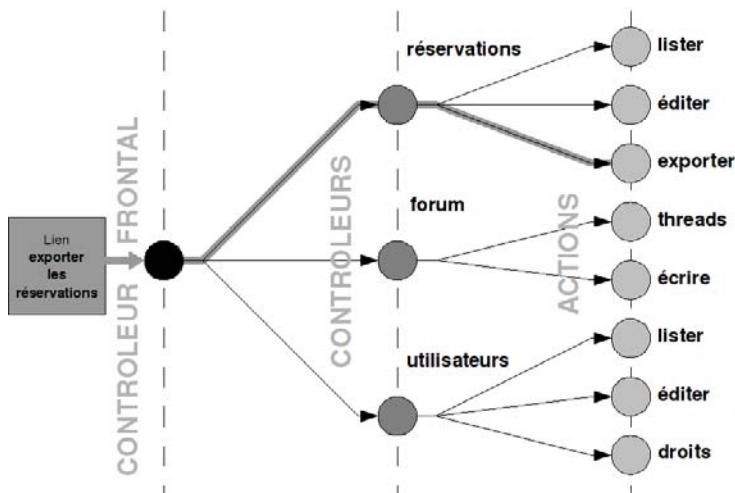 réservations
lister
éditer
exporter
CONTROLEUR FRONTAL
CONTROLEURS
ACTIONS
forum
threads
écrire
Lien
exporter
les
réservations
utilisateurs
lister
éditer
droits